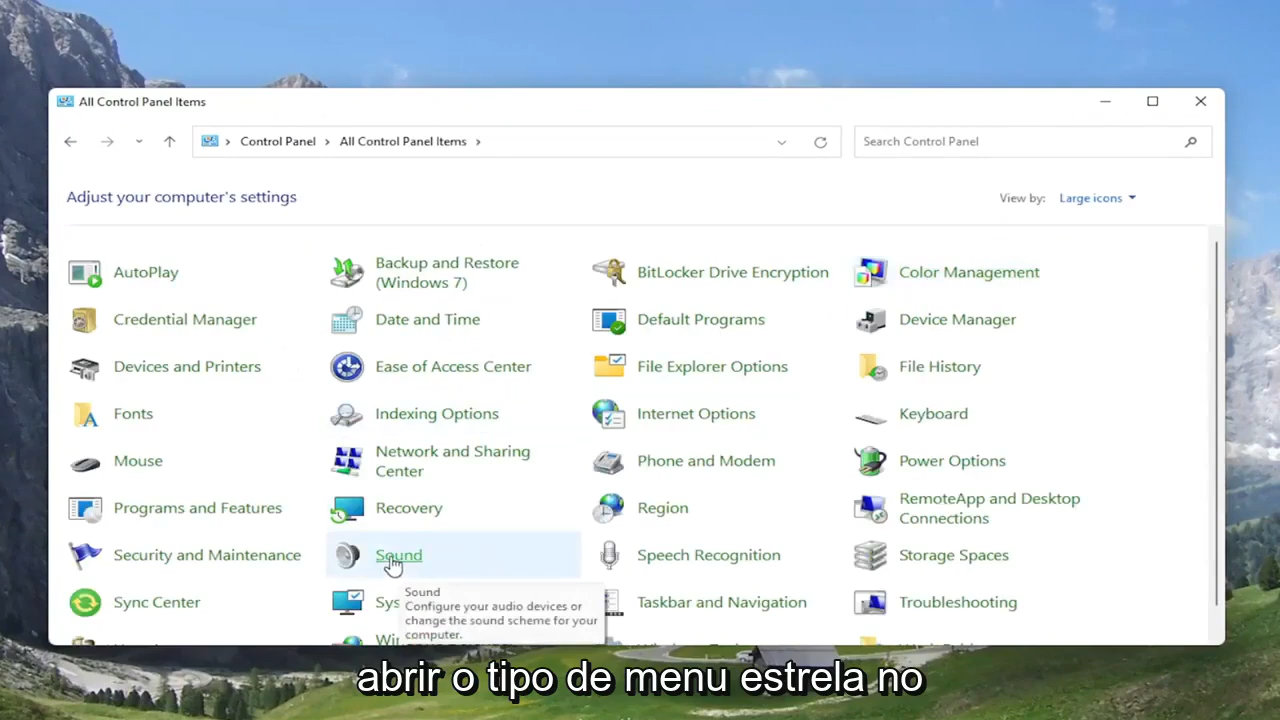 All Control Panel Items
Control Panel > All Control Panel Items >
Search Control Panel
Adjust your computer's settings
View by: Large icons
AutoPlay
Backup and Restore
(Windows 7)
BitLocker Drive Encryption
Color Management
Credential Manager
Date and Time
Default Programs
Device Manager
Devices and Printers
Ease of Access Center
File Explorer Options
File History
Fonts
Indexing Options
Internet Options
Keyboard
Mouse
Network and Sharing
Center
Phone and Modem
Power Options
Programs and Features
Recovery
Region
RemoteApp and Desktop
Connections
Security and Maintenance
Sound
Speech Recognition
Storage Spaces
Sync Center
Sound
Configure your audio devices or
change the sound scheme for your
computer.
Taskbar and Navigation
Troubleshooting
abrir o tipo de menu estrela no